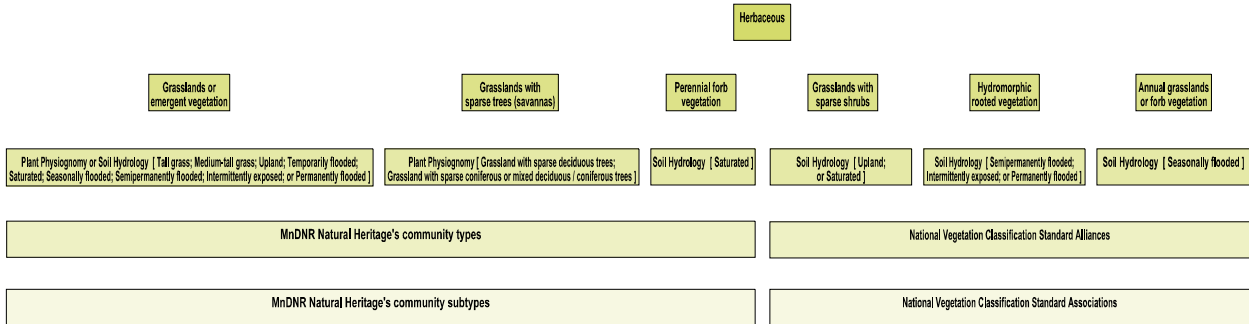 Herbaceous
Grasslands or
emergent vegetation
Grasslands with
sparse trees (savannas)
Perennial forb
vegetation
Grasslands with
sparse shrubs
Hydromorphic
rooted vegetation
Annual grasslands
or forb vegetation
Plant Physiognomy or Soil Hydrology [ Tall grass; Medium-tall grass; Upland; Temporarily flooded;
Saturated; Seasonally flooded; Semipermanently flooded; Intermittently exposed; or Permanently flooded ]
Plant Physiognomy [ Grassland with sparse deciduous trees;
Grassland with sparse coniferous or mixed deciduous / coniferous trees ]
Soil Hydrology [ Saturated ]
Soil Hydrology [ Upland;
or Saturated ]
Soil Hydrology [ Semipermanently flooded;
Intermittently exposed; or Permanently flooded ]
Soil Hydrology [ Seasonally flooded ]
MnDNR Natural Heritage's community types
National Vegetation Classification Standard Alliances
MnDNR Natural Heritage's community subtypes
National Vegetation Classification Standard Associations